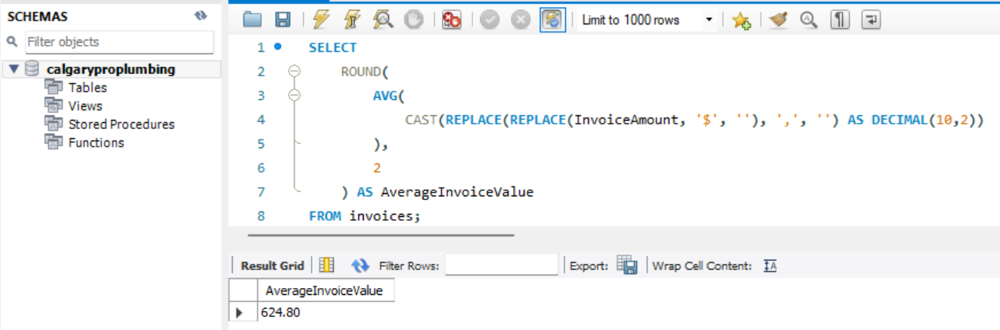 SCHEMAS
Filter objects
calgaryproplumbing
Tables
Views
Stored Procedures
Functions
Limit to 1000 rows
1 SELECT
2 ROUND(
3 AVG(
4 CAST(REPLACE(REPLACE(InvoiceAmount, '$', ''), ',', '') AS DECIMAL(10,2))
5 ),
6 2
7 ) AS AverageInvoiceValue
8 FROM invoices;
Result Grid Filter Rows: Export: Wrap Cell Content:
AverageInvoiceValue
624.80